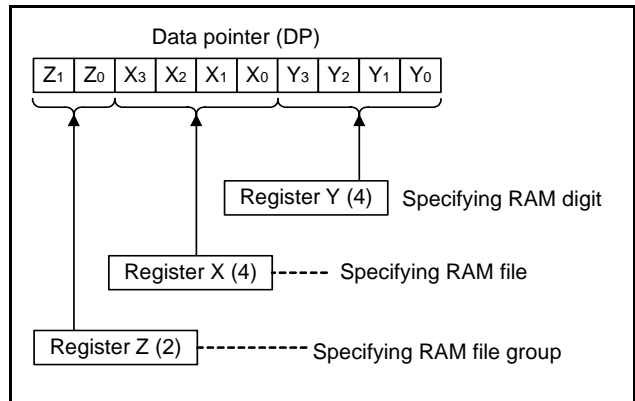 Data pointer (DP)
Z1 Z0 X3 X2 X1 X0 Y3 Y2 Y1 Y0
Register Y (4) Specifying RAM digit
Register X (4) Specifying RAM file
Register Z (2) Specifying RAM file group